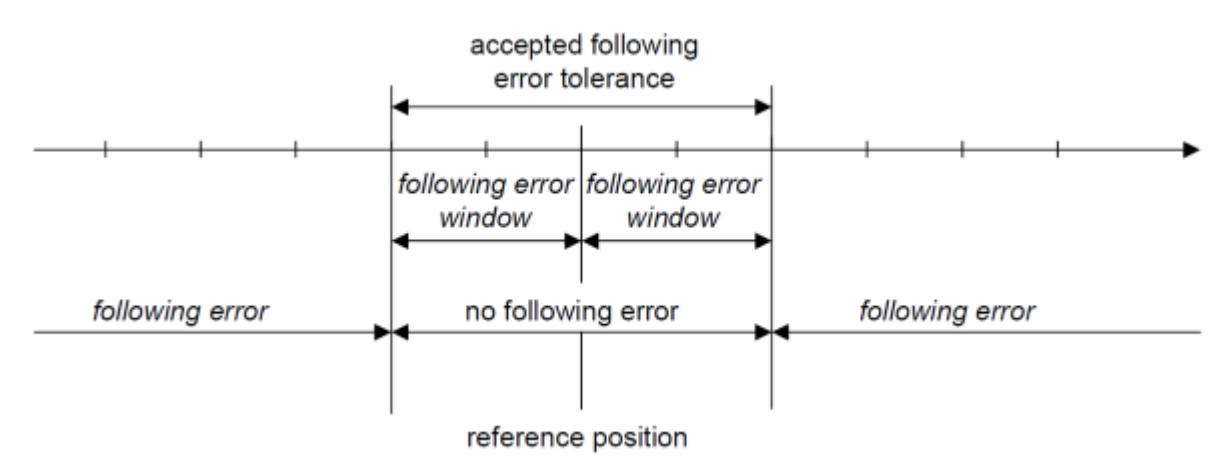 accepted following
error tolerance
following error following error
window window
following error no following error following error
reference position